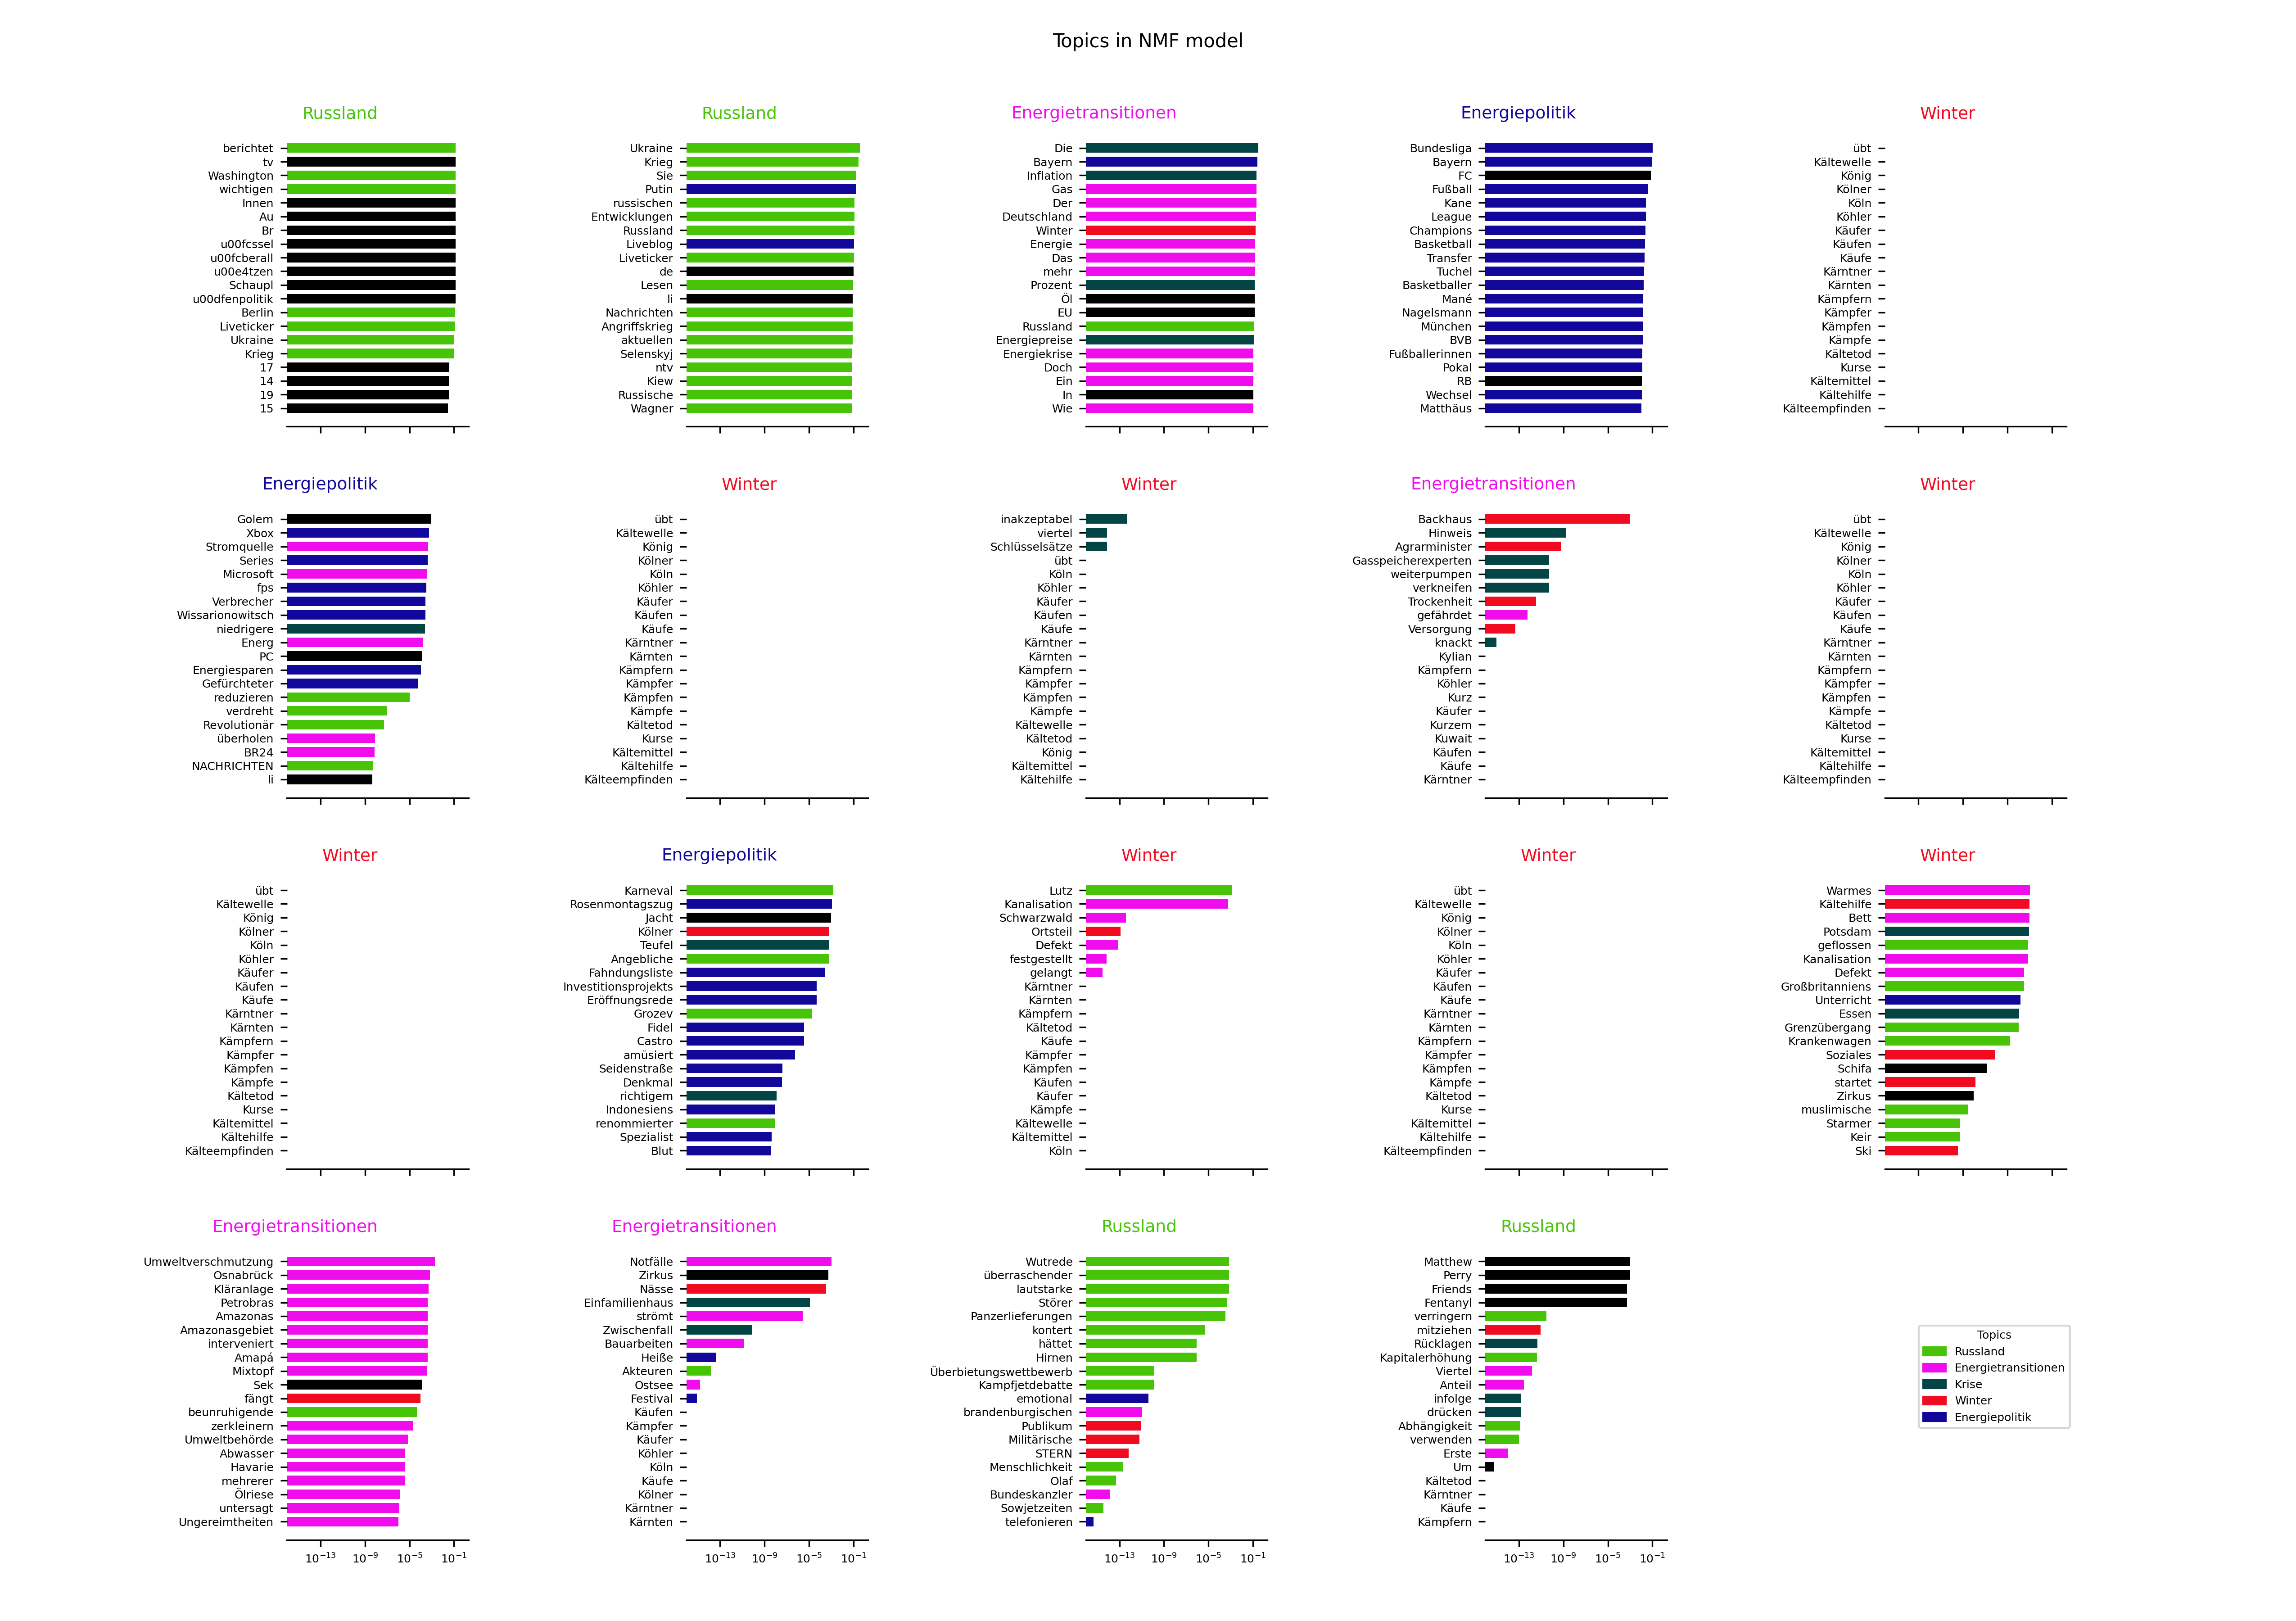 Topics in NMF model
Russland
berichtet
tv
Washington
wichtigen
Innen
Au
Br
u00fcssel
u00fcberall
u00e4tzen
Schaupl
u00dfenpolitik
Berlin
Liveticker
Ukraine
Krieg
17
14
19
15
Russland
Ukraine
Krieg
Sie
Putin
russischen
Entwicklungen
Russland
Liveblog
Liveticker
de
Lesen
li
Nachrichten
Angriffskrieg
aktuellen
Selenskyj
ntv
Kiew
Russische
Wagner
Energietransitionen
Die
Bayern
Inflation
Gas
Der
Deutschland
Winter
Energie
Das
mehr
Prozent
Öl
EU
Russland
Energiepreise
Energiekrise
Doch
Ein
In
Wie
Energiepolitik
Bundesliga
Bayern
FC
Fußball
Kane
League
Champions
Basketball
Transfer
Tuchel
Basketballer
Mané
Nagelsmann
München
BVB
Fußballerinnen
Pokal
RB
Wechsel
Matthäus
Winter
übt
Kältewelle
König
Kölner
Köln
Köhler
Käufer
Käufen
Käufe
Kärntner
Kärnten
Kämpfern
Kämpfer
Kämpfen
Kämpfe
Kältetod
Kurse
Kältemittel
Kältehilfe
Kälteempfinden
Energiepolitik
Golem
Xbox
Stromquelle
Series
Microsoft
fps
Verbrecher
Wissarionowitsch
niedrigere
Energ
PC
Energiesparen
Gefürchteter
reduzieren
verdreht
Revolutionär
überholen
BR24
NACHRICHTEN
li
Winter
übt
Kältewelle
König
Kölner
Köln
Köhler
Käufer
Käufen
Käufe
Kärntner
Kärnten
Kämpfern
Kämpfer
Kämpfen
Kämpfe
Kältetod
Kurse
Kältemittel
Kältehilfe
Kälteempfinden
Winter
inakzeptabel
viertel
Schlüsselsätze
übt
Köln
Köhler
Käufer
Käufen
Käufe
Kärntner
Kärnten
Kämpfern
Kämpfer
Kämpfen
Kämpfe
Kältewelle
Kältetod
König
Kältemittel
Kältehilfe
Energietransitionen
Backhaus
Hinweis
Agrarminister
Gasspeicherexperten
weiterpumpen
verkneifen
Trockenheit
gefährdet
Versorgung
knackt
Kylian
Kämpfern
Köhler
Kurz
Käufer
Kurzem
Kuwait
Käufen
Käufe
Kärntner
Winter
übt
Kältewelle
König
Kölner
Köln
Köhler
Käufer
Käufen
Käufe
Kärntner
Kärnten
Kämpfern
Kämpfer
Kämpfen
Kämpfe
Kältetod
Kurse
Kältemittel
Kältehilfe
Kälteempfinden
Winter
übt
Kältewelle
König
Kölner
Köln
Köhler
Käufer
Käufen
Käufe
Kärntner
Kärnten
Kämpfern
Kämpfer
Kämpfen
Kämpfe
Kältetod
Kurse
Kältemittel
Kältehilfe
Kälteempfinden
Energiepolitik
Karneval
Rosenmontagszug
Jacht
Kölner
Teufel
Angebliche
Fahndungsliste
Investitionsprojekts
Eröffnungsrede
Grozev
Fidel
Castro
amüsiert
Seidenstraße
Denkmal
richtigem
Indonesiens
renommierter
Spezialist
Blut
Winter
Lutz
Kanalisation
Schwarzwald
Ortsteil
Defekt
festgestellt
gelangt
Kärntner
Kärnten
Kämpfern
Kältetod
Käufe
Kämpfer
Kämpfen
Käufen
Käufer
Kämpfe
Kältewelle
Kältemittel
Köln
Winter
übt
Kältewelle
König
Kölner
Köln
Köhler
Käufer
Käufen
Käufe
Kärntner
Kärnten
Kämpfern
Kämpfer
Kämpfen
Kämpfe
Kältetod
Kurse
Kältemittel
Kältehilfe
Kälteempfinden
Winter
Warmes
Kältehilfe
Bett
Potsdam
geflossen
Kanalisation
Defekt
Großbritanniens
Unterricht
Essen
Grenzübergang
Krankenwagen
Soziales
Schifa
startet
Zirkus
muslimische
Starmer
Keir
Ski
Energietransitionen
Umweltverschmutzung
Osnabrück
Kläranlage
Petrobras
Amazonas
Amazonasgebiet
interveniert
Amapá
Mixtopf
Sek
fängt
beunruhigende
zerkleinern
Umweltbehörde
Abwasser
Havarie
mehrerer
Ölriese
untersagt
Ungereimtheiten
10⁻¹³ 10⁻⁹ 10⁻⁵ 10⁻¹
Energietransitionen
Notfälle
Zirkus
Nässe
Einfamilienhaus
strömt
Zwischenfall
Bauarbeiten
Heiße
Akteuren
Ostsee
Festival
Käufen
Kämpfer
Käufer
Köhler
Köln
Käufe
Kölner
Kärntner
Kärnten
10⁻¹³ 10⁻⁹ 10⁻⁵ 10⁻¹
Russland
Wutrede
überraschender
lautstarke
Störer
Panzerlieferungen
kontert
hättet
Hirnen
Überbietungswettbewerb
Kampfjetdebatte
emotional
brandenburgischen
Publikum
Militärische
STERN
Menschlichkeit
Olaf
Bundeskanzler
Sowjetzeiten
telefonieren
10⁻¹³ 10⁻⁹ 10⁻⁵ 10⁻¹
Russland
Matthew
Perry
Friends
Fentanyl
verringern
mitziehen
Rücklagen
Kapitalerhöhung
Viertel
Anteil
infolge
drücken
Abhängigkeit
verwenden
Erste
Um
Kältetod
Kärntner
Käufe
Kämpfern
10⁻¹³ 10⁻⁹ 10⁻⁵ 10⁻¹
Topics
Russland
Energietransitionen
Krise
Winter
Energiepolitik